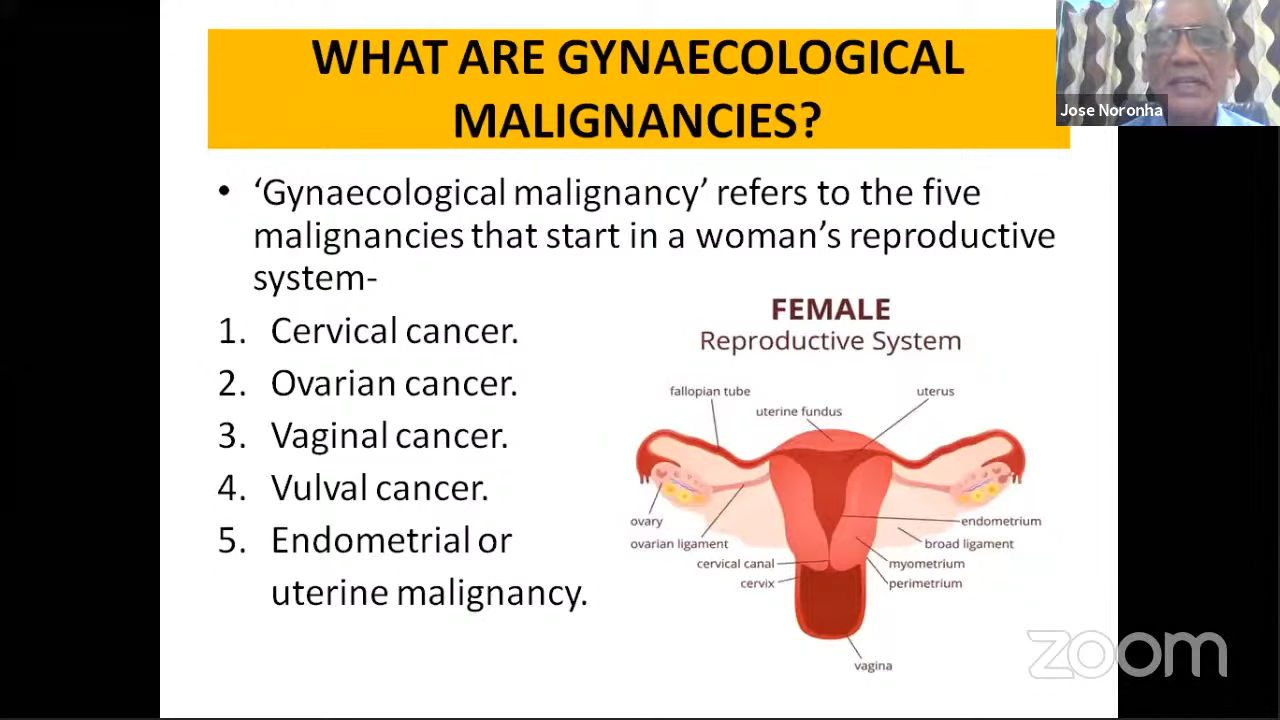 WHAT ARE GYNAECOLOGICAL
MALIGNANCIES?
Jose Noronha
• ‘Gynaecological malignancy’ refers to the five
malignancies that start in a woman’s reproductive
system-
1. Cervical cancer.
2. Ovarian cancer.
3. Vaginal cancer.
4. Vulval cancer.
5. Endometrial or
uterine malignancy.
FEMALE
Reproductive System
fallopian tube
uterus
uterine fundus
ovary
endometrium
ovarian ligament
broad ligament
cervical canal
myometrium
cervix
perimetrium
vagina
zoom